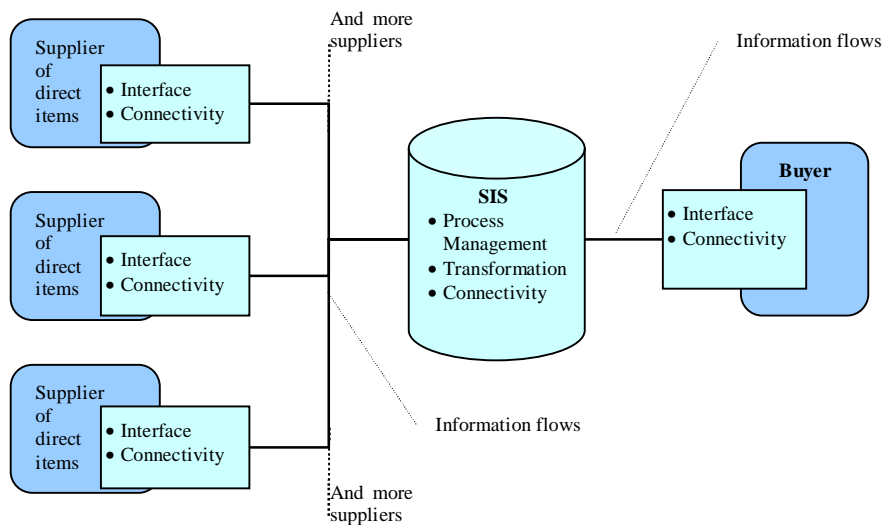 And more
suppliers
Information flows
Supplier
of
direct
items
• Interface
• Connectivity
Supplier
of
direct
items
• Interface
• Connectivity
Supplier
of
direct
items
• Interface
• Connectivity
SIS
• Process
Management
• Transformation
• Connectivity
Buyer
• Interface
• Connectivity
Information flows
And more
suppliers